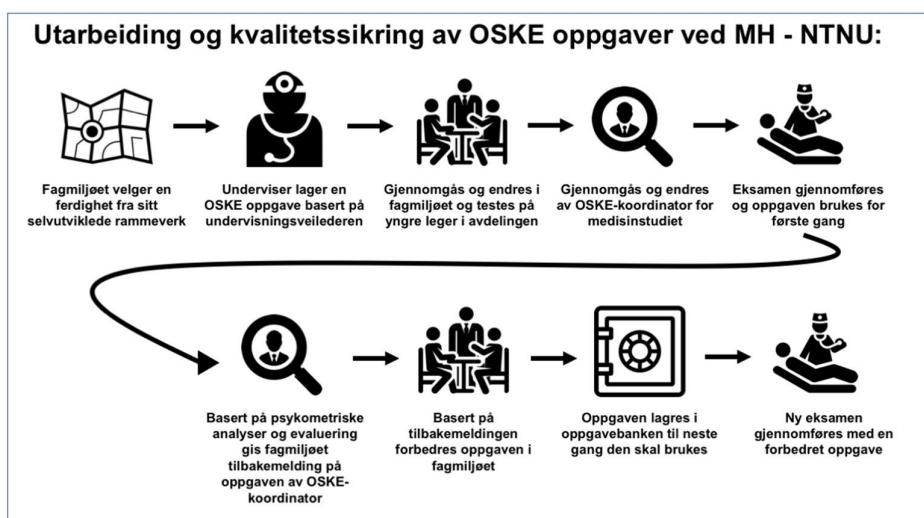 Utarbeiding og kvalitetssikring av OSKE oppgaver ved MH - NTNU:
Fagmiljøet velger en
ferdighet fra sitt
selvutviklede rammeverk
Underviser lager en
OSKE oppgave basert på
undervisningsveilederen
Gjennomgås og endres i
fagmiljøet og testes på
yngre leger i avdelingen
Gjennomgås og endres
av OSKE-koordinator for
medisinstudiet
Eksamen gjennomføres
og oppgaven brukes for
første gang
Basert på psykometriske
analyser og evaluering
gis fagmiljøet
tilbakemelding på
oppgaven av OSKE-
koordinator
Basert på
tilbakemeldingen
forbedres oppgaven i
fagmiljøet
Oppgaven lagres i
oppgavebanken til neste
gang den skal brukes
Ny eksamen
gjennomføres med en
forbedret oppgave